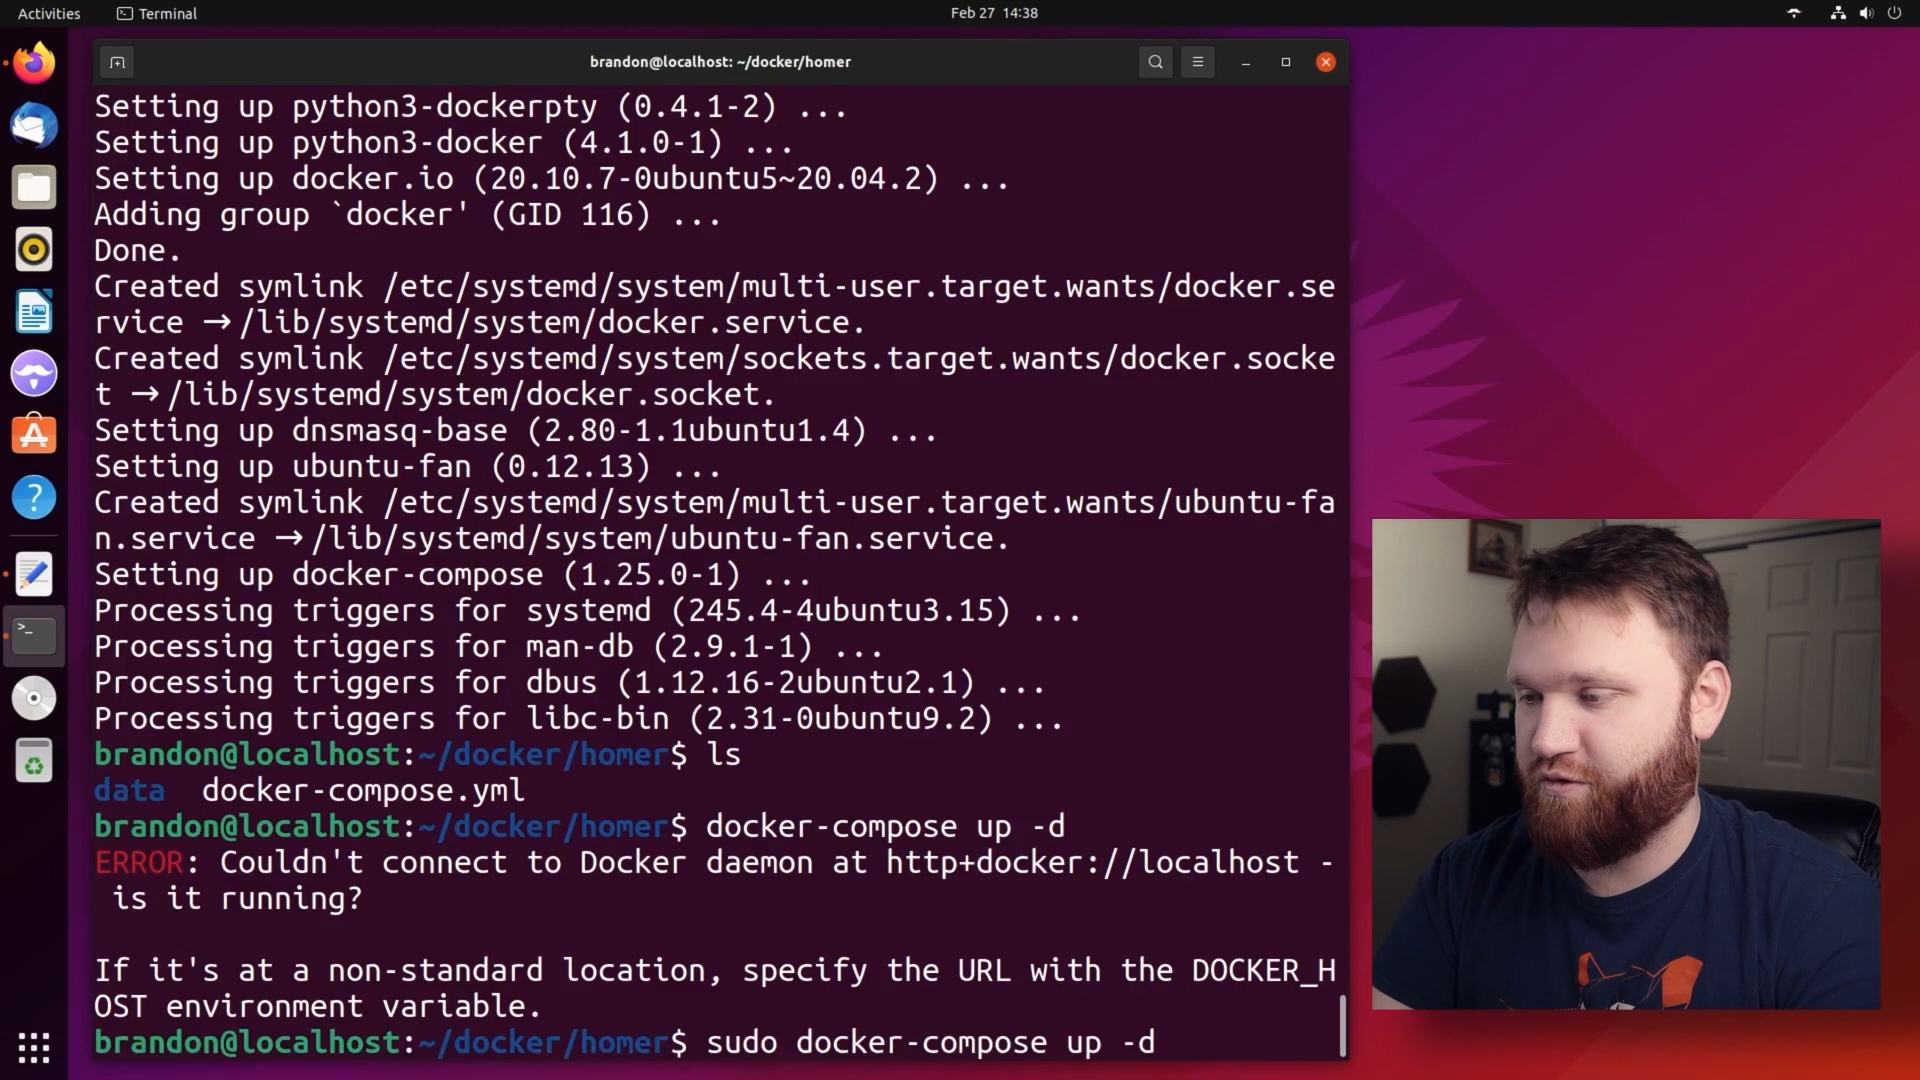 Activities Terminal Feb 27 14:38
brandon@localhost: ~/docker/homer
Setting up python3-dockerpty (0.4.1-2) ...
Setting up python3-docker (4.1.0-1) ...
Setting up docker.io (20.10.7-0ubuntu5~20.04.2) ...
Adding group `docker' (GID 116) ...
Done.
Created symlink /etc/systemd/system/multi-user.target.wants/docker.se
rvice → /lib/systemd/system/docker.service.
Created symlink /etc/systemd/system/sockets.target.wants/docker.socke
t → /lib/systemd/system/docker.socket.
Setting up dnsmasq-base (2.80-1.1ubuntu1.4) ...
Setting up ubuntu-fan (0.12.13) ...
Created symlink /etc/systemd/system/multi-user.target.wants/ubuntu-fa
n.service → /lib/systemd/system/ubuntu-fan.service.
Setting up docker-compose (1.25.0-1) ...
Processing triggers for systemd (245.4-4ubuntu3.15) ...
Processing triggers for man-db (2.9.1-1) ...
Processing triggers for dbus (1.12.16-2ubuntu2.1) ...
Processing triggers for libc-bin (2.31-0ubuntu9.2) ...
brandon@localhost:~/docker/homer$ ls
data docker-compose.yml
brandon@localhost:~/docker/homer$ docker-compose up -d
ERROR: Couldn't connect to Docker daemon at http+docker://localhost -
is it running?
If it's at a non-standard location, specify the URL with the DOCKER_H
OST environment variable.
brandon@localhost:~/docker/homer$ sudo docker-compose up -d